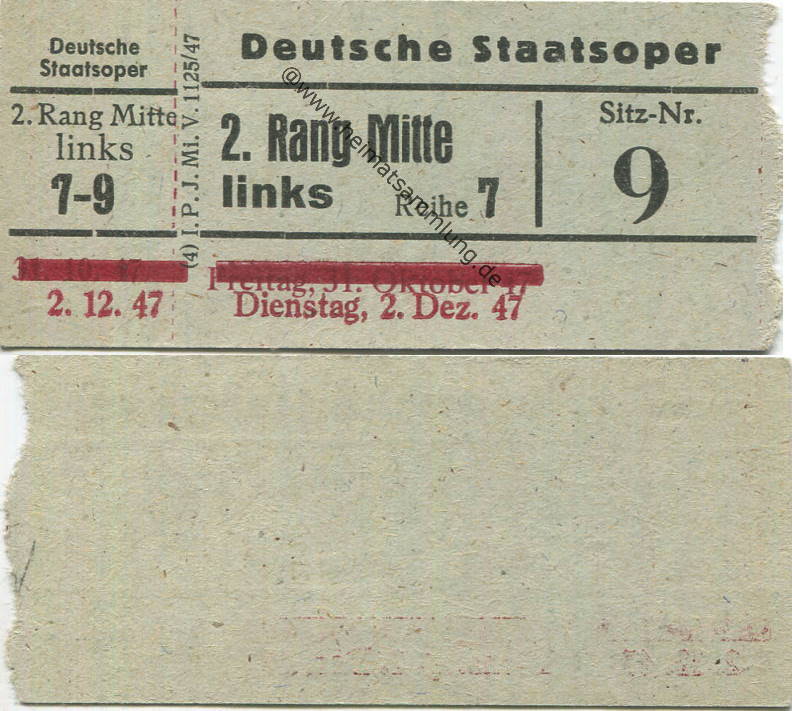 Deutsche
Staatsoper
2. Rang Mitte
links
7-9
31. 10. 47
2. 12. 47
(4) I. P. J. Mi. V. 1125/47
Deutsche Staatsoper
2. Rang Mitte
links Reihe 7
Sitz-Nr.
9
Freitag, 31. Oktober 47
Dienstag, 2. Dez. 47
@www.heimatsammlung.de